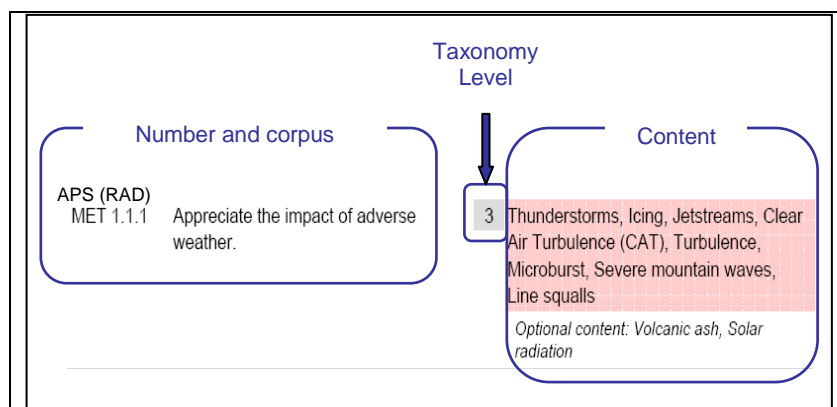 Taxonomy
Level
Number and corpus
Content
APS (RAD)
MET 1.1.1 Appreciate the impact of adverse
weather.
3
Thunderstorms, Icing, Jetstreams, Clear
Air Turbulence (CAT), Turbulence,
Microburst, Severe mountain waves,
Line squalls
Optional content: Volcanic ash, Solar
radiation